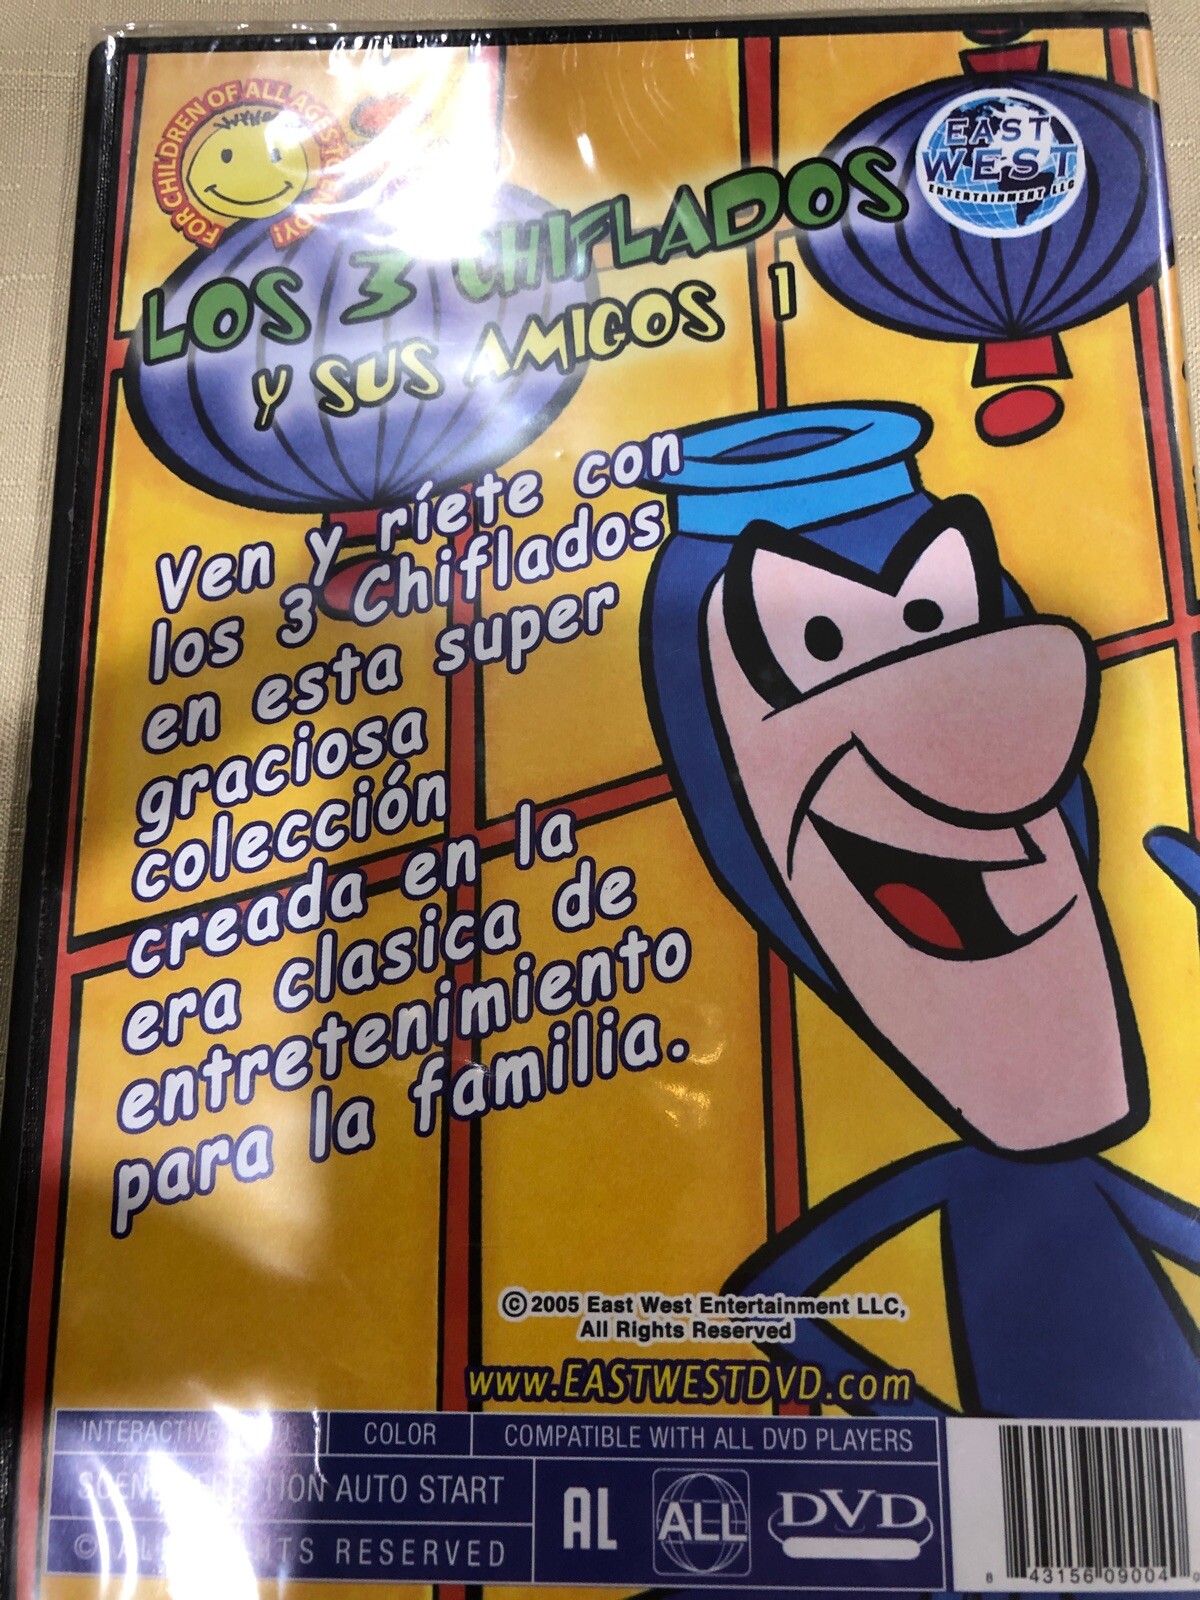 FOR CHILDREN OF ALL AGES
EAST
WEST
ENTERTAINMENT LLC
LOS 3 CHIFLADOS
Y SUS AMIGOS 1
Ven y ríete con
los 3 Chiflados
en esta super
graciosa
colección
creada en la
era clasica de
entretenimiento
para la familia.
© 2005 East West Entertainment LLC,
All Rights Reserved
www.EASTWESTDVD.com
INTERACTIVE
COLOR
COMPATIBLE WITH ALL DVD PLAYERS
AUTO START
AL
ALL
DVD
RESERVED
8 43156 09004